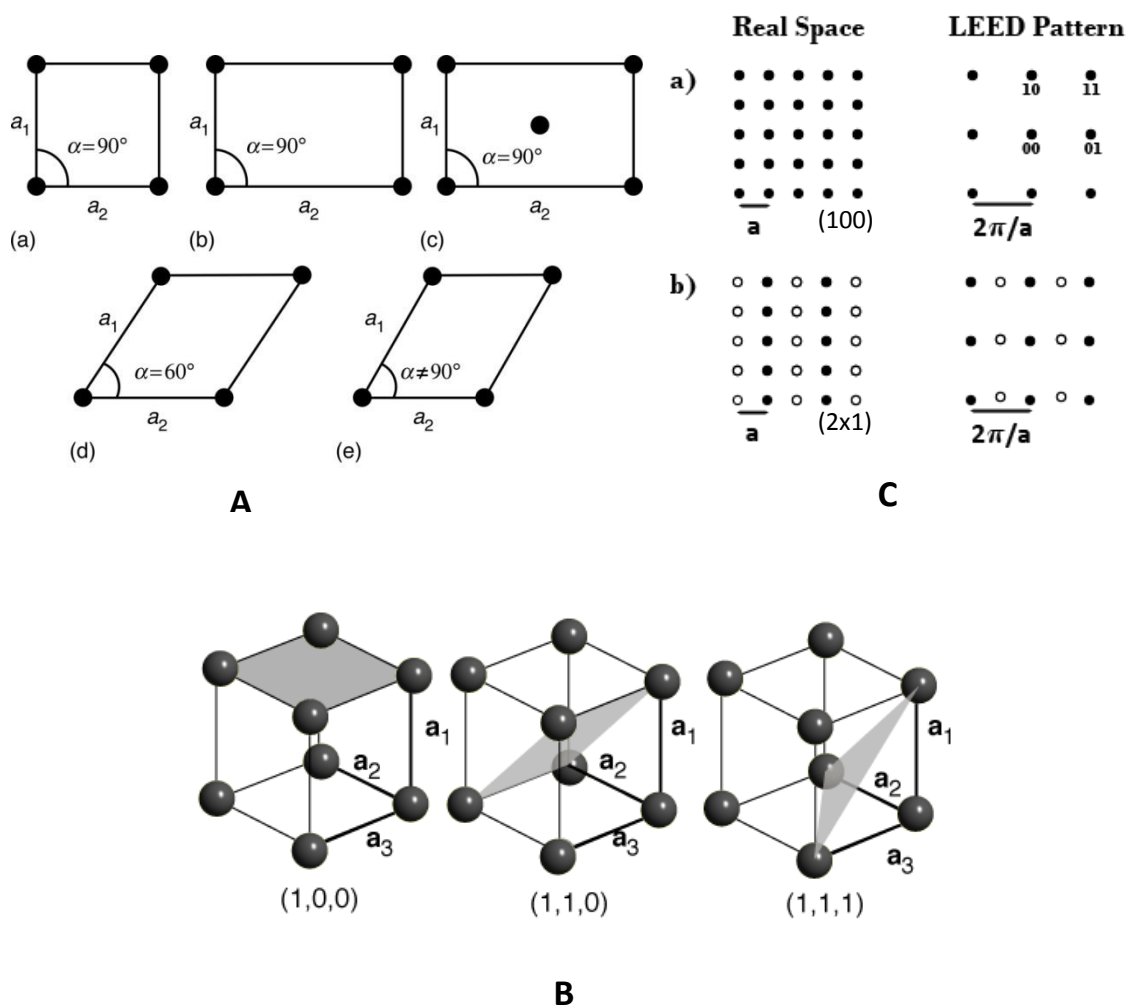 a₁
α=90°
a₂
(a)
a₁
α=90°
a₂
(b)
a₁
α=90°
a₂
(c)
a₁
α=60°
a₂
(d)
a₁
α≠90°
a₂
(e)
A
Real Space
LEED Pattern
a)
a
(100)
10
11
00
01
2π/a
b)
a
(2x1)
2π/a
C
a₁
a₂
a₃
(1,0,0)
a₁
a₂
a₃
(1,1,0)
a₁
a₂
a₃
(1,1,1)
B